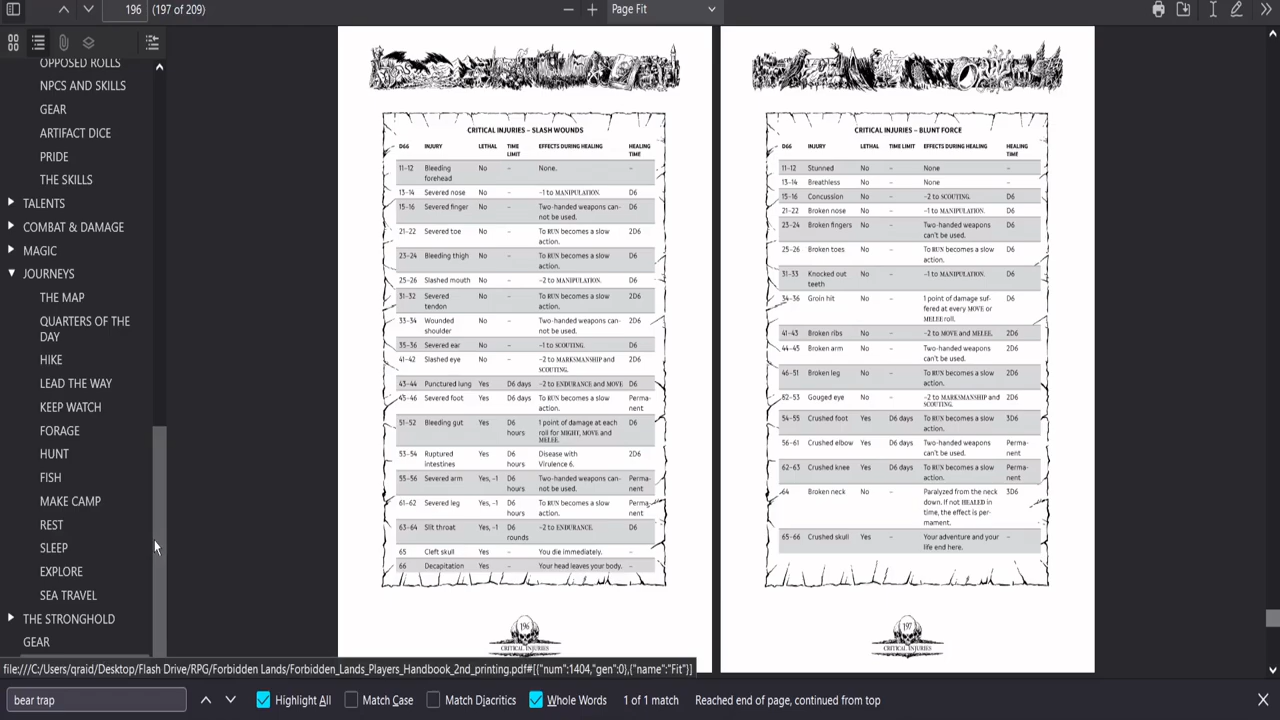 196 (197 of 209)
Page Fit
OPPOSED ROLLS
NPCS AND SKILLS
GEAR
ARTIFACT DICE
PRIDE
THE SKILLS
TALENTS
COMBAT & DAMAGE
MAGIC
JOURNEYS
THE MAP
QUARTERS OF THE
DAY
HIKE
LEAD THE WAY
KEEP WATCH
FORAGE
HUNT
FISH
MAKE CAMP
REST
SLEEP
EXPLORE
SEA TRAVEL
THE STRONGHOLD
GEAR
CRITICAL INJURIES – SLASH WOUNDS
D66 INJURY LETHAL TIME EFFECTS DURING HEALING HEALING
LIMIT TIME
11–12 Bleeding No – None. –
forehead
13–14 Severed nose No – –1 to MANIPULATION. D6
15–16 Severed finger No – Two-handed weapons can- D6
not be used.
21–22 Severed toe No – To RUN becomes a slow 2D6
action.
23–24 Bleeding thigh No – To RUN becomes a slow D6
action.
25–26 Slashed mouth No – –2 to MANIPULATION. D6
31–32 Severed No – To RUN becomes a slow 2D6
tendon action.
33–34 Wounded No – Two-handed weapons can- 2D6
shoulder not be used.
35–36 Severed ear No – –1 to SCOUTING. D6
41–42 Slashed eye No – –2 to MARKSMANSHIP and D6
SCOUTING.
43–44 Punctured lung Yes D6 days –2 to ENDURANCE and MOVE D6
45–46 Severed foot Yes D6 days To RUN becomes a slow Perma-
action. nent
51–52 Bleeding gut Yes D6 1 point of damage at each D6
hours roll for MIGHT, MOVE and
MELEE.
53–54 Ruptured Yes D6 Disease with 2D6
intestines hours Virulence 6.
55–56 Severed arm Yes, –1 D6 Two-handed weapons can- Perma-
hours not be used. nent
61–62 Severed leg Yes, –1 D6 To RUN becomes a slow Perma-
hours action. nent
63–64 Slit throat Yes, –1 D6 –2 to ENDURANCE. D6
rounds
65 Cleft skull Yes – You die immediately. –
66 Decapitation Yes – Your head leaves your body. –
196
CRITICAL INJURIES
CRITICAL INJURIES – BLUNT FORCE
D66 INJURY LETHAL TIME LIMIT EFFECTS DURING HEALING HEALING
TIME
11–12 Stunned No – None –
13–14 Breathless No – None –
15–16 Concussion No – –2 to SCOUTING. D6
21–22 Broken nose No – –1 to MANIPULATION. D6
23–24 Broken fingers No – Two-handed weapons D6
can't be used.
25–26 Broken toes No – To RUN becomes a slow D6
action.
31–33 Knocked out No – –1 to MANIPULATION. D6
teeth
34–36 Groin hit No – 1 point of damage suf- D6
fered at every MOVE or
MELEE roll.
41–43 Broken ribs No – –2 to MOVE and MELEE. 2D6
44–45 Broken arm No – Two-handed weapons 2D6
can't be used.
46–51 Broken leg No – To RUN becomes a slow 2D6
action.
52–53 Gouged eye No – –2 to MARKSMANSHIP and 2D6
SCOUTING.
54–55 Crushed foot Yes D6 days To RUN becomes a slow 3D6
action.
56–61 Crushed elbow Yes D6 days Two-handed weapons Perma-
can't be used. nent
62–63 Crushed knee Yes D6 days To RUN becomes a slow Perma-
action. nent
64 Broken neck No – Paralyzed from the neck 3D6
down. If not HEALED in
time, the effect is per-
mament.
65–66 Crushed skull Yes – Your adventure and your –
life end here.
197
CRITICAL INJURIES
file:///C:/Users/craid/Desktop/Flash Drive/Forbidden Lands/Forbidden_Lands_Players_Handbook_2nd_printing.pdf#[{"num":1404,"gen":0},{"name":"Fit"}]
bear trap Highlight All Match Case Match Diacritics Whole Words 1 of 1 match Reached end of page, continued from top